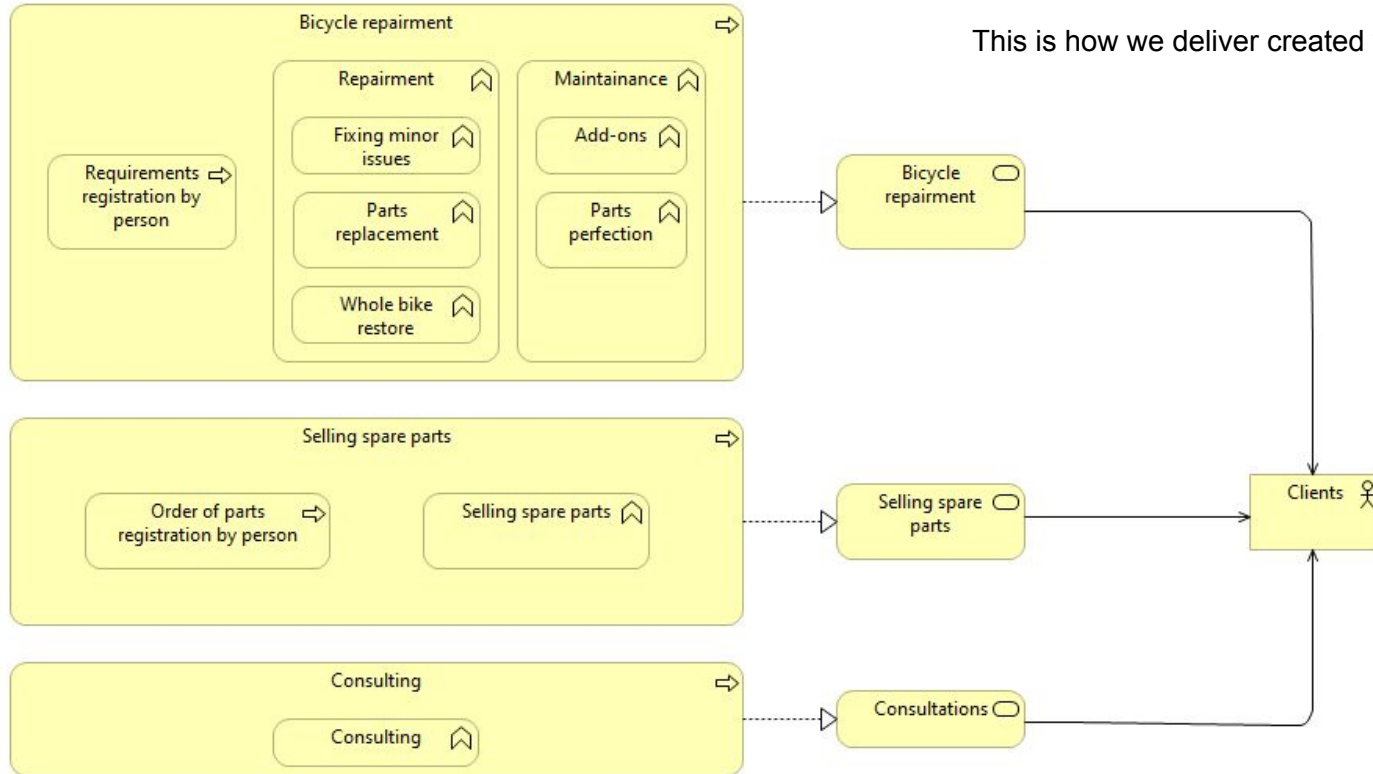 Bicycle repairment
This is how we deliver created
Repairment
Maintainance
Fixing minor
issues
Add-ons
Requirements
registration by
person
Parts
replacement
Parts
perfection
Whole bike
restore
Bicycle
repairment
Selling spare parts
Order of parts
registration by person
Selling spare parts
Selling spare
parts
Clients
Consulting
Consulting
Consultations